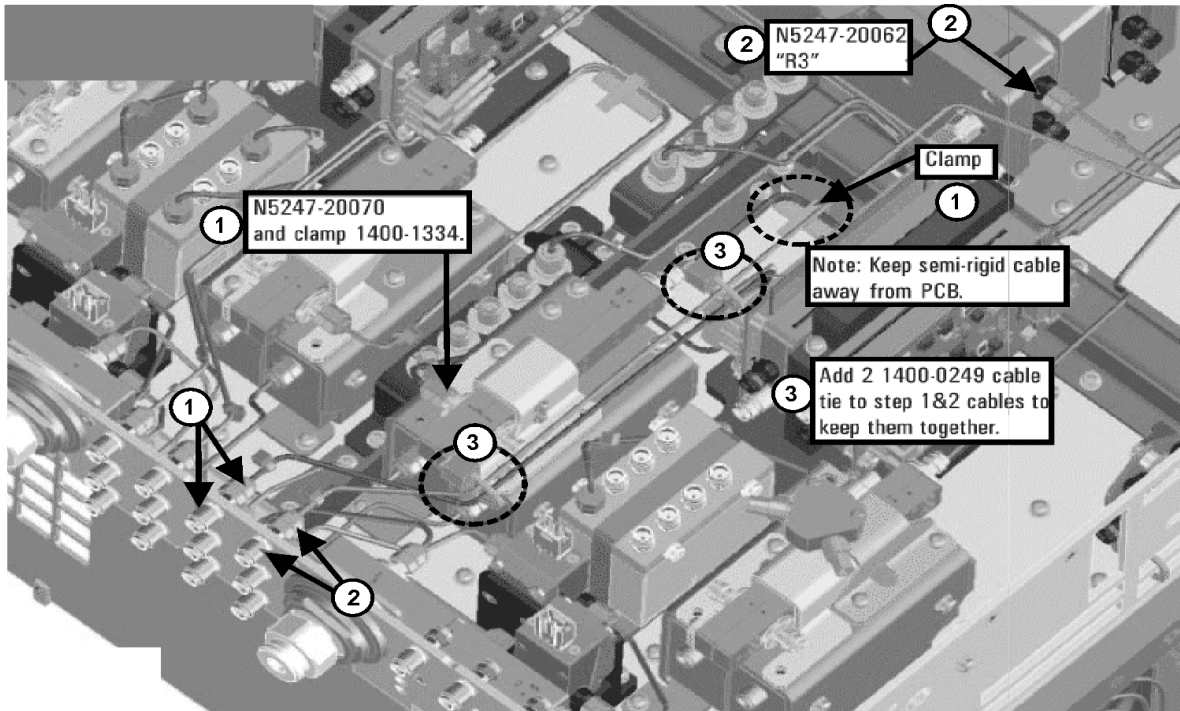 2
N5247-20062
"R3"
2
Clamp
1
1
N5247-20070
and clamp 1400-1334.
3
Note: Keep semi-rigid cable
away from PCB.
3
Add 2 1400-0249 cable
tie to step 1&2 cables to
keep them together.
1
3
2